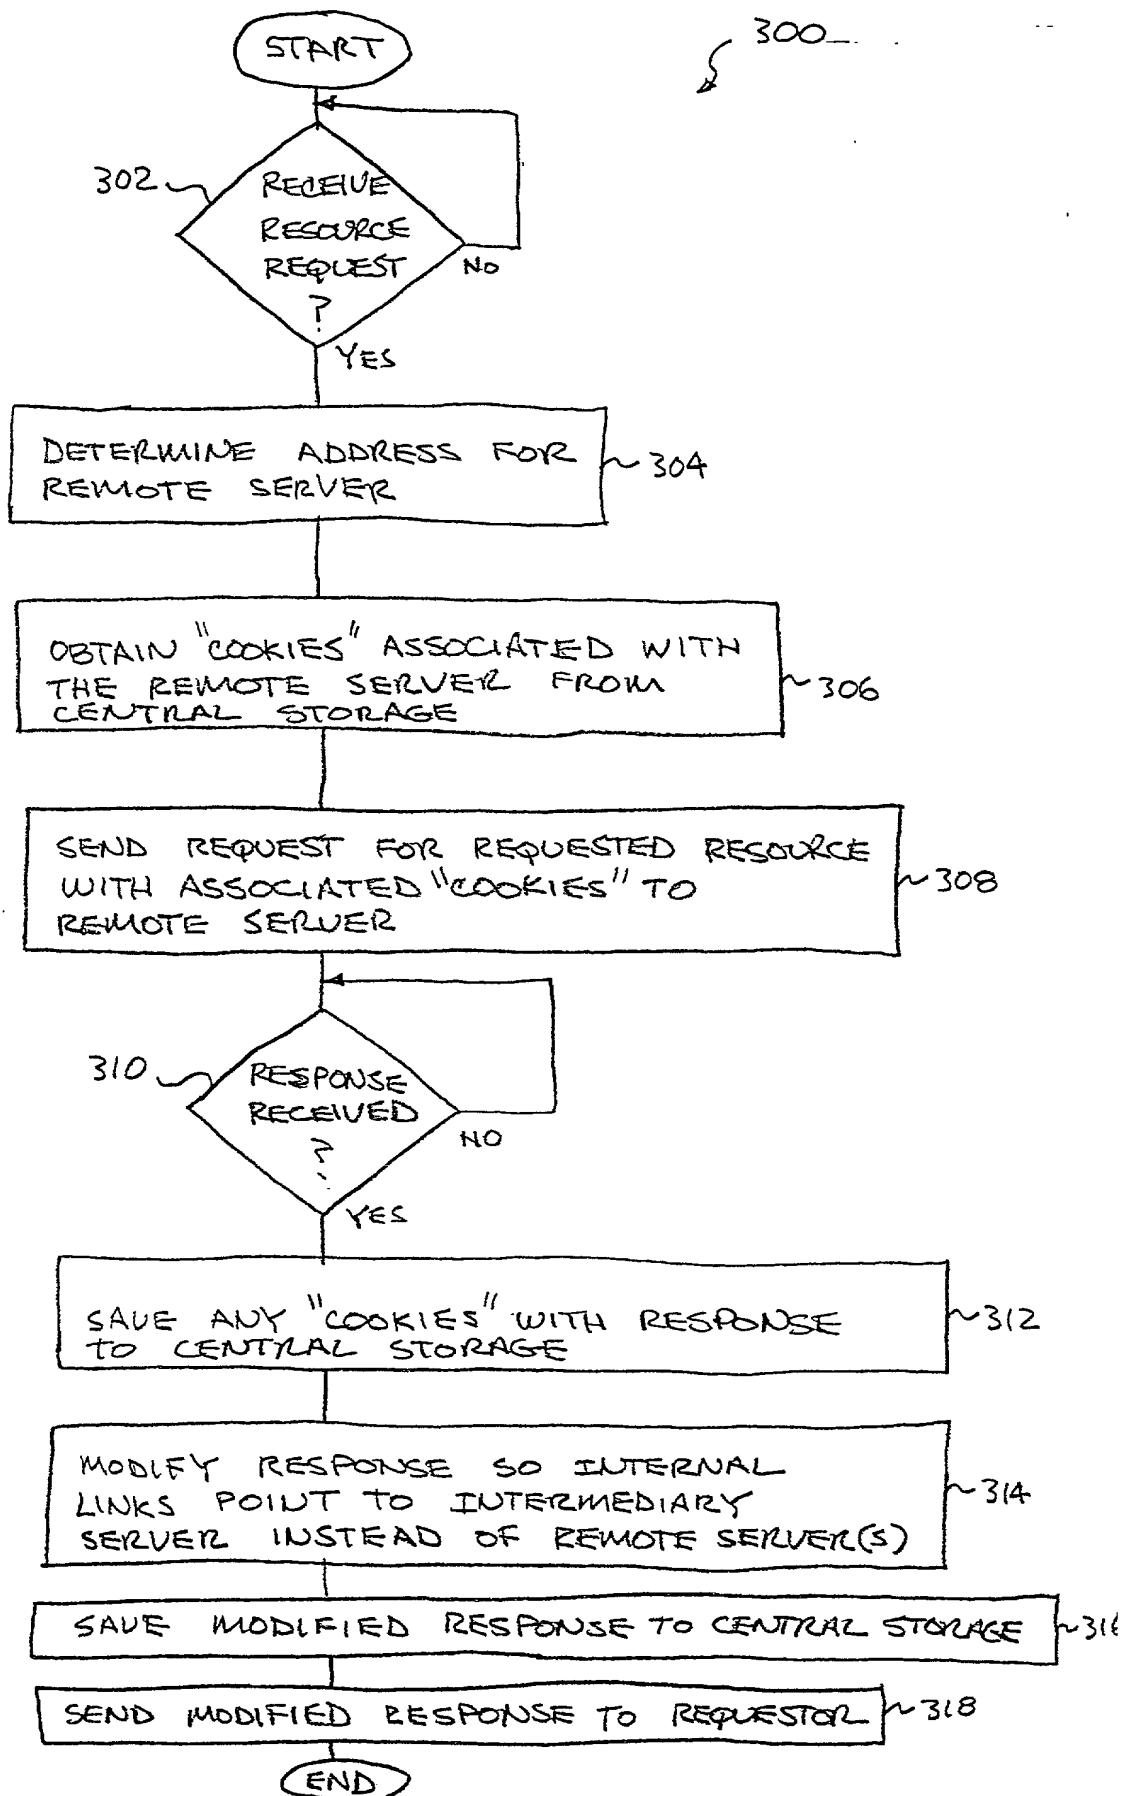 START
300
302
RECEIVE
RESOURCE
REQUEST
?
NO
YES
DETERMINE ADDRESS FOR
REMOTE SERVER
304
OBTAIN "COOKIES" ASSOCIATED WITH
THE REMOTE SERVER FROM
CENTRAL STORAGE
306
SEND REQUEST FOR REQUESTED RESOURCE
WITH ASSOCIATED "COOKIES" TO
REMOTE SERVER
308
310
RESPONSE
RECEIVED
?
NO
YES
SAVE ANY "COOKIES" WITH RESPONSE
TO CENTRAL STORAGE
312
MODIFY RESPONSE SO INTERNAL
LINKS POINT TO INTERMEDIARY
SERVER INSTEAD OF REMOTE SERVER(S)
314
SAVE MODIFIED RESPONSE TO CENTRAL STORAGE
316
SEND MODIFIED RESPONSE TO REQUESTOR
318
END